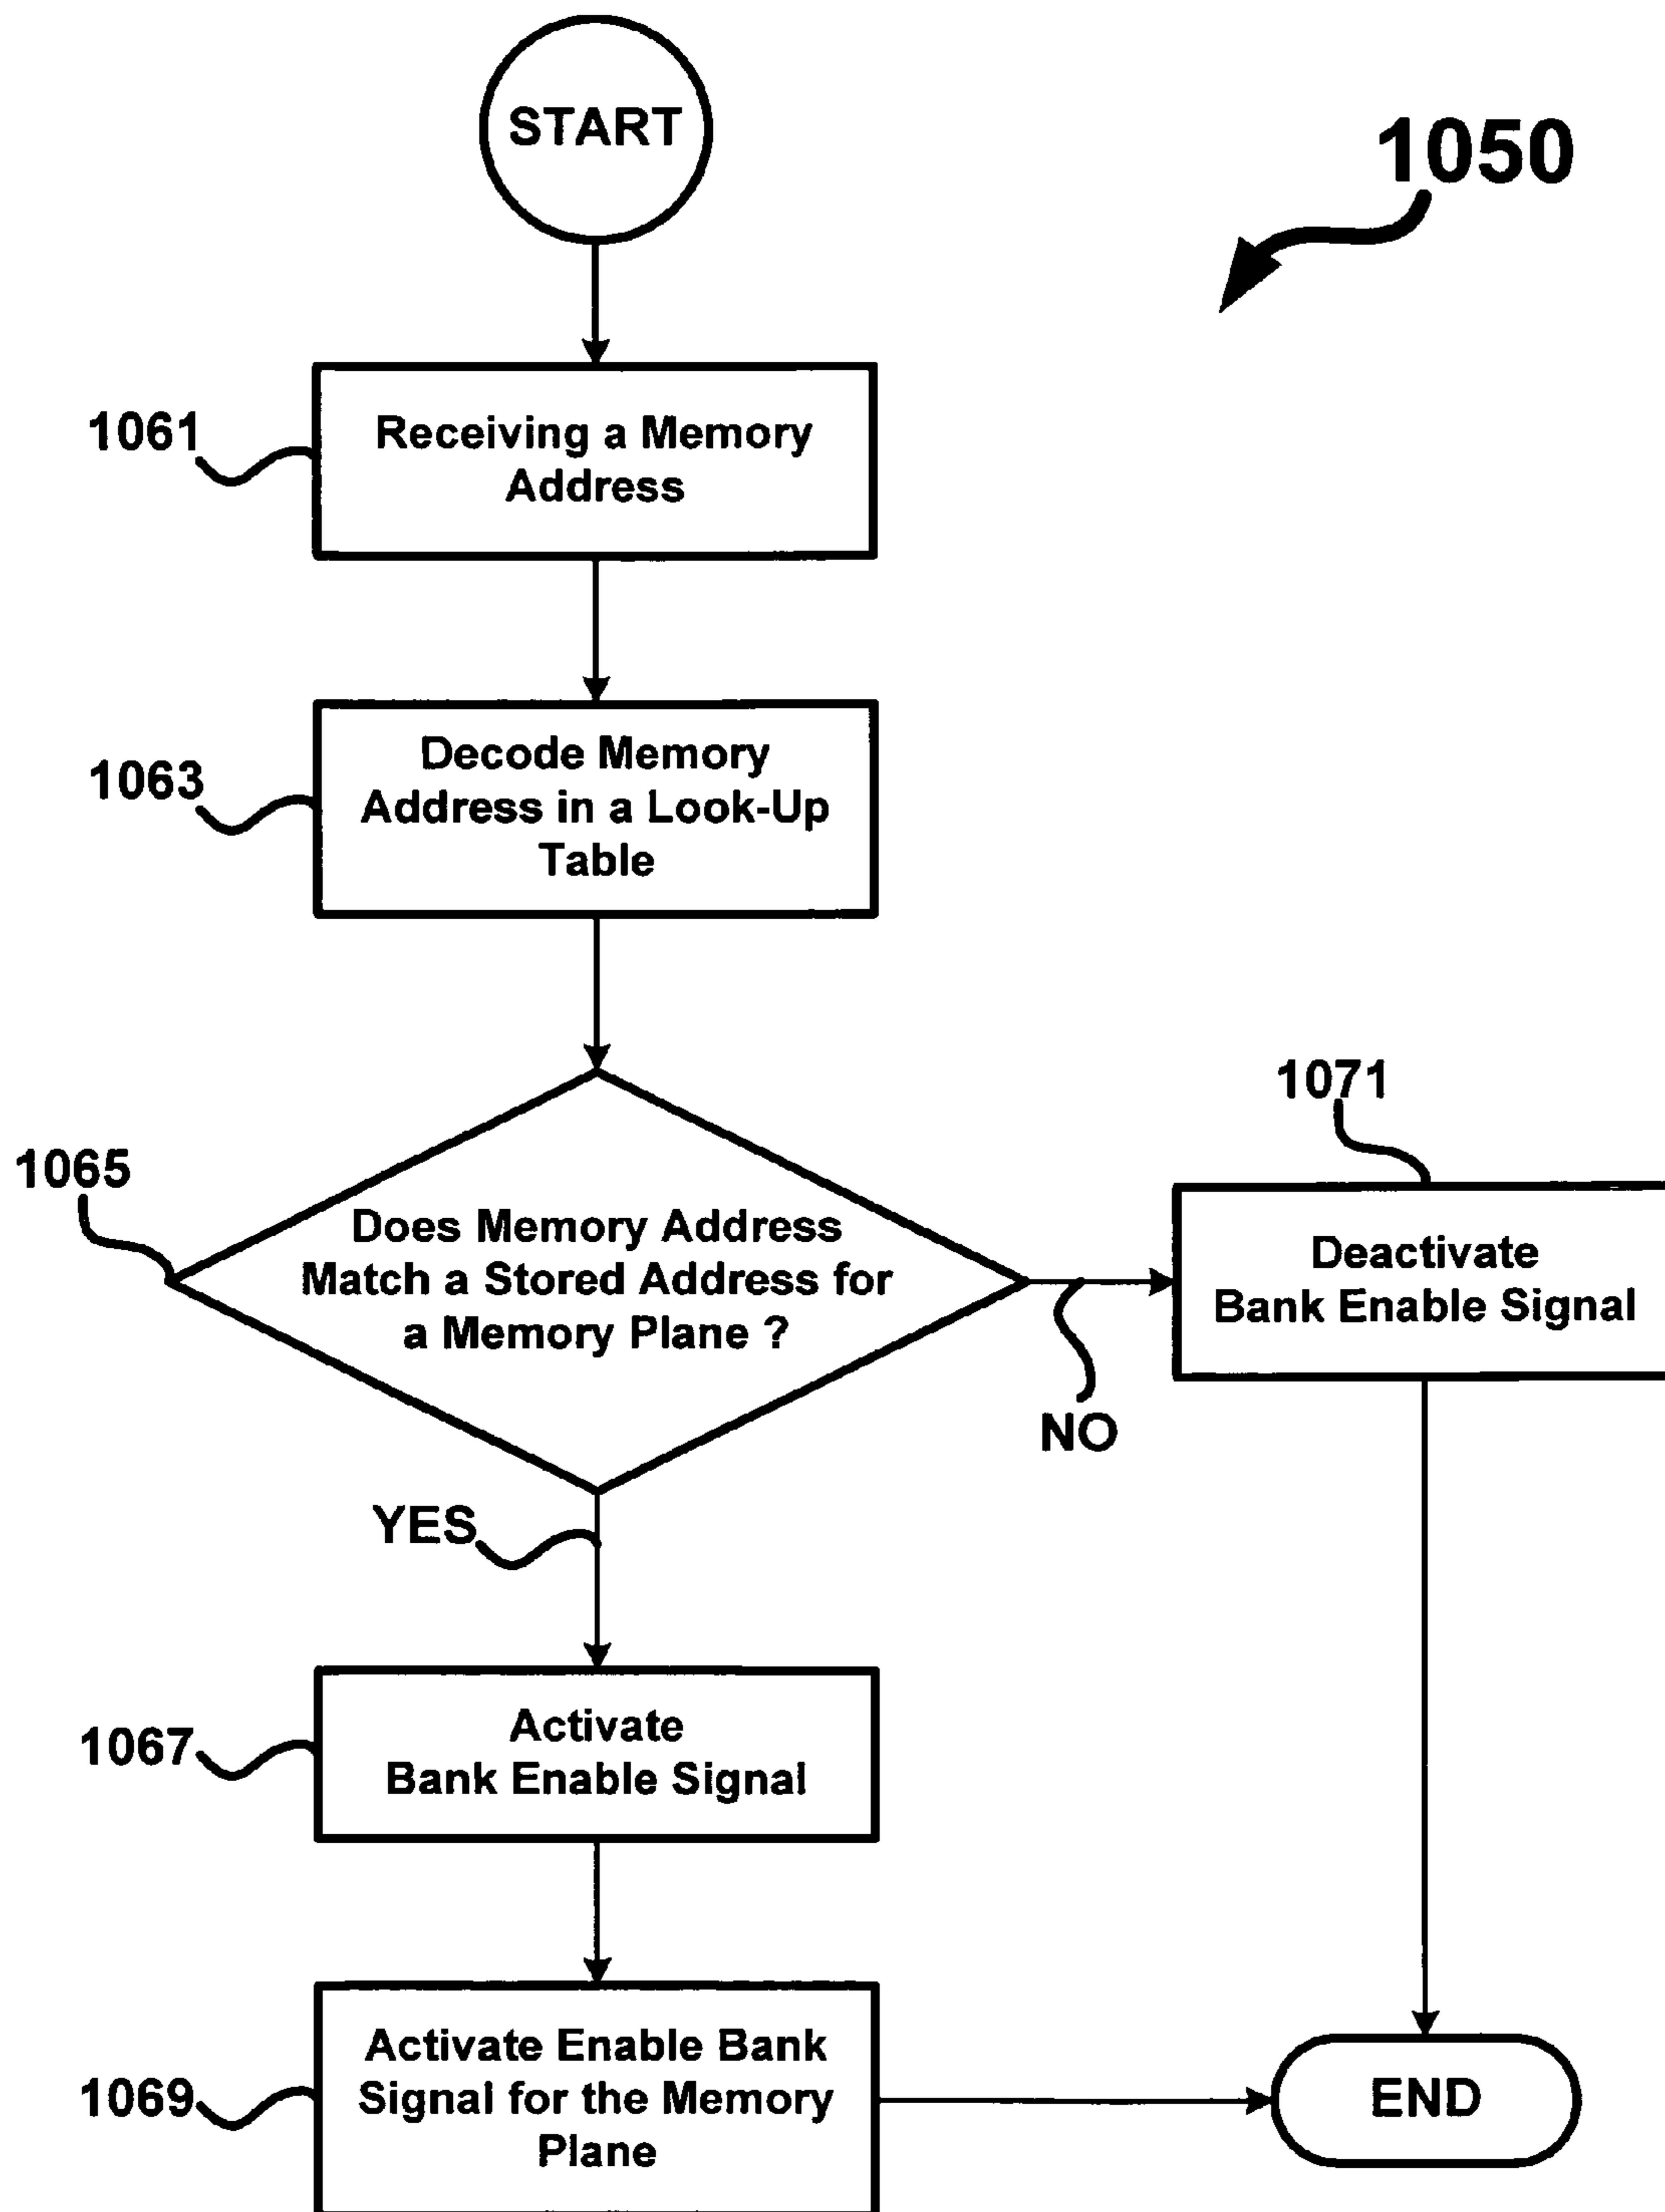 START
1050
1061
Receiving a Memory
Address
1063
Decode Memory
Address in a Look-Up
Table
1065
Does Memory Address
Match a Stored Address for
a Memory Plane ?
1071
Deactivate
Bank Enable Signal
NO
YES
1067
Activate
Bank Enable Signal
1069
Activate Enable Bank
Signal for the Memory
Plane
END